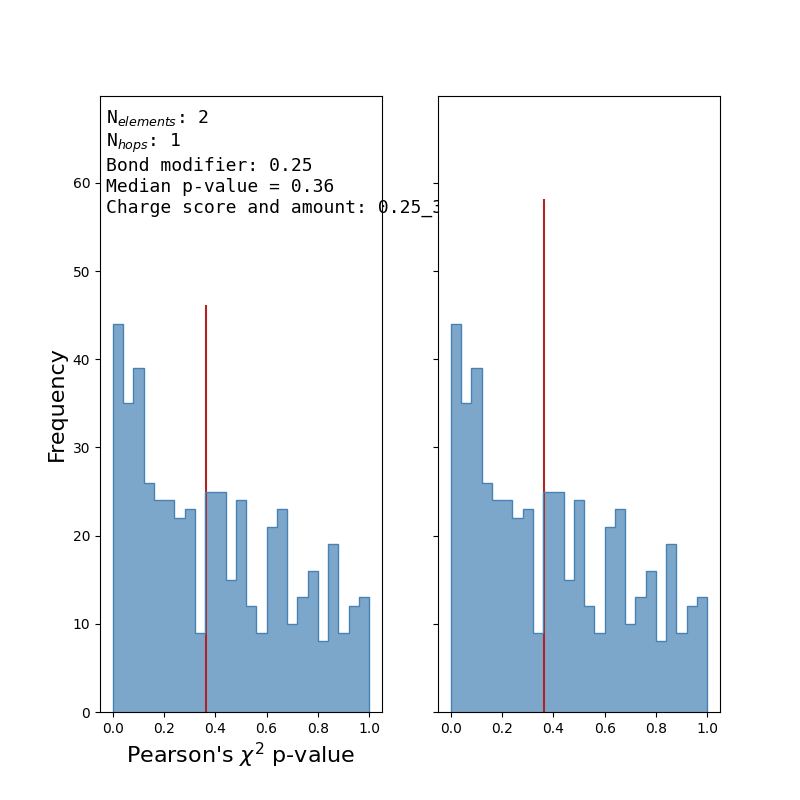 N_elements: 2
N_hops: 1
Bond modifier: 0.25
Median p-value = 0.36
Charge score and amount: 0.25_3
60
50
40
30
20
10
0
Frequency
0.0 0.2 0.4 0.6 0.8 1.0
Pearson's χ² p-value
0.0 0.2 0.4 0.6 0.8 1.0